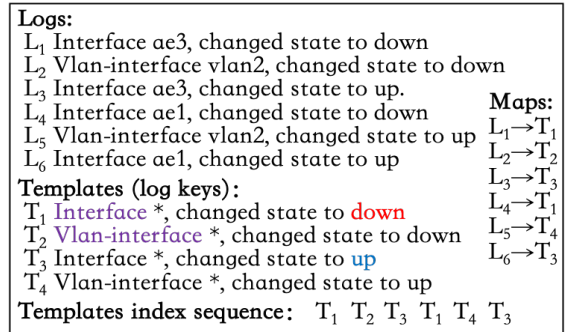 Logs:
L₁ Interface ae3, changed state to down
L₂ Vlan-interface vlan2, changed state to down
L₃ Interface ae3, changed state to up.
L₄ Interface ae1, changed state to down
L₅ Vlan-interface vlan2, changed state to up
L₆ Interface ae1, changed state to up
Maps:
L₁→T₁
L₂→T₂
L₃→T₃
L₄→T₁
L₅→T₄
L₆→T₃
Templates (log keys):
T₁ Interface *, changed state to down
T₂ Vlan-interface *, changed state to down
T₃ Interface *, changed state to up
T₄ Vlan-interface *, changed state to up
Templates index sequence: T₁ T₂ T₃ T₁ T₄ T₃